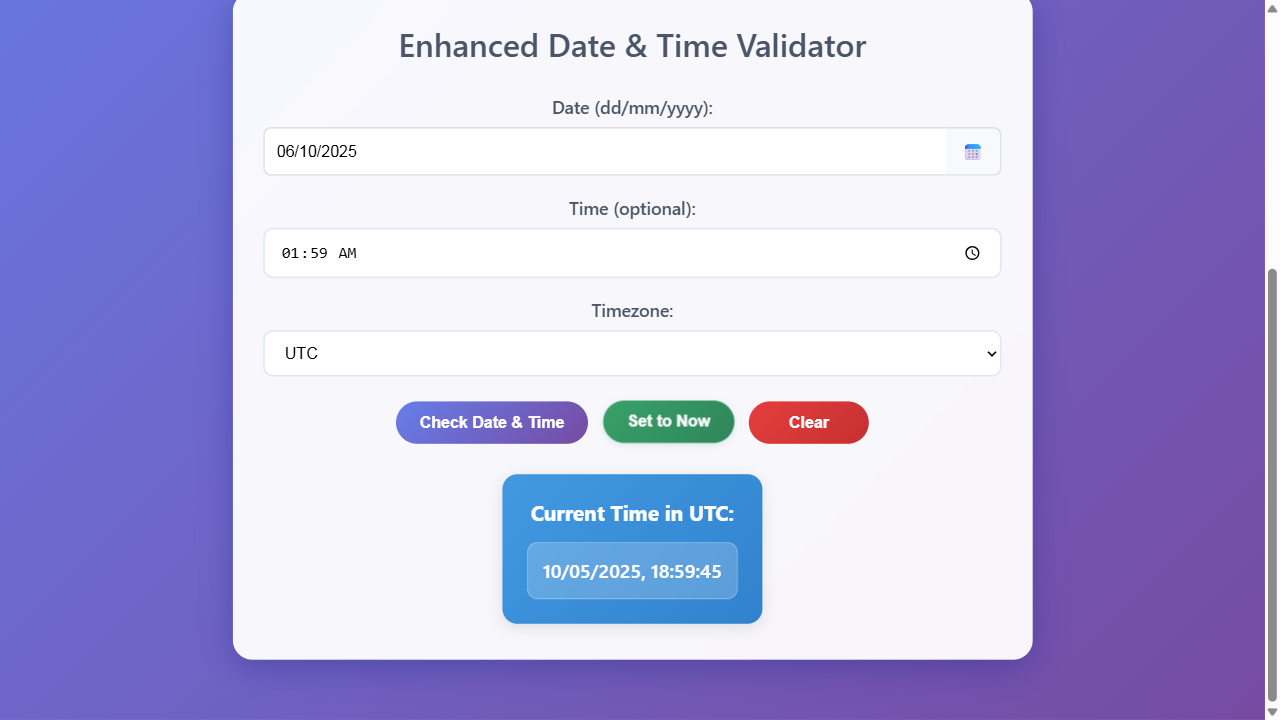 Enhanced Date & Time Validator
Date (dd/mm/yyyy):
06/10/2025
Time (optional):
01:59 AM
Timezone:
UTC
Check Date & Time
Set to Now
Clear
Current Time in UTC:
10/05/2025, 18:59:45